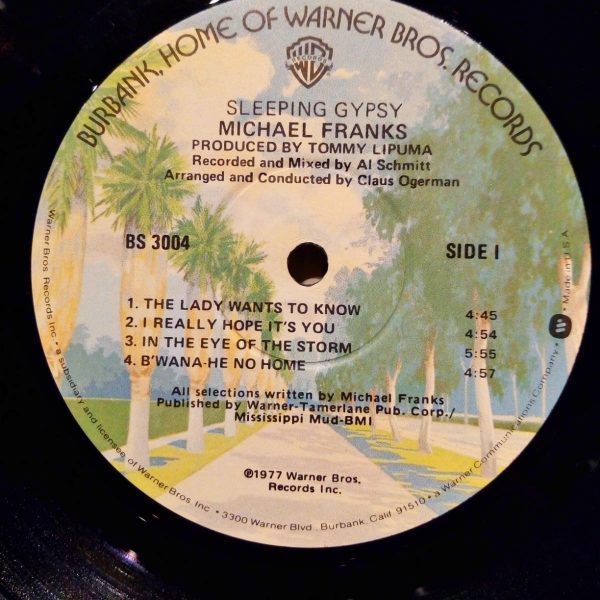 BURBANK, HOME OF WARNER BROS. RECORDS
RECORDS
SLEEPING GYPSY
MICHAEL FRANKS
PRODUCED BY TOMMY LIPUMA
Recorded and Mixed by Al Schmitt
Arranged and Conducted by Claus Ogerman
BS 3004
SIDE I
1. THE LADY WANTS TO KNOW 4:45
2. I REALLY HOPE IT'S YOU 4:54
3. IN THE EYE OF THE STORM 5:55
4. B'WANA-HE NO HOME 4:57
All selections written by Michael Franks
Published by Warner-Tamerlane Pub. Corp./
Mississippi Mud-BMI
℗1977 Warner Bros.
Records Inc.
Warner Bros. Records Inc. • a subsidiary and licensee of Warner Bros. Inc. • 3300 Warner Blvd., Burbank, Calif. 91510 • a Warner Communications Company • Made in U.S.A.